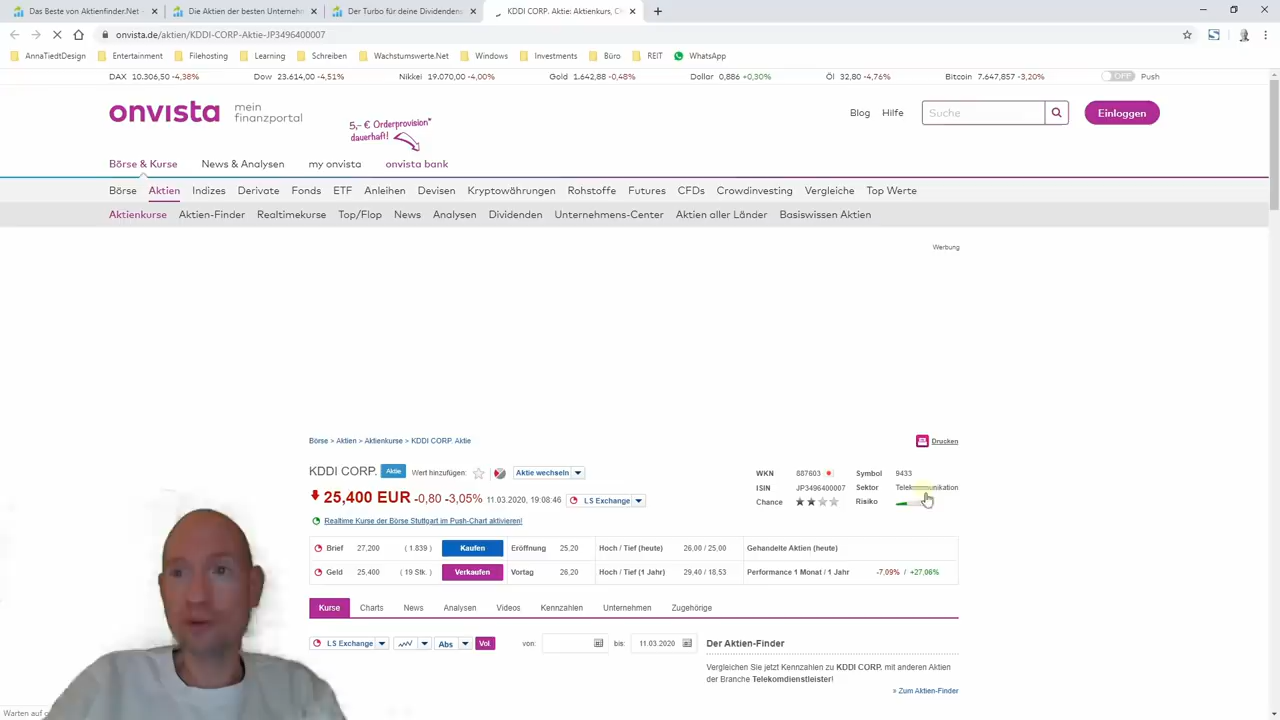 Das Beste von Aktienfinder.Net -
Die Aktien der besten Unterneh
Der Turbo für deine Dividenden
KDDI CORP. Aktie: Aktienkurs, C
onvista.de/aktien/KDDI-CORP-Aktie-JP3496400007
AnnaTiedtDesign Entertainment Filehosting Learning Schreiben Wachstumswerte.Net Windows Investments Büro REIT WhatsApp
DAX 10.306,50 -4,38% Dow 23.614,00 -4,51% Nikkei 19.070,00 -4,00% Gold 1.642,88 -0,48% Dollar 0,886 +0,30% Öl 32,80 -4,76% Bitcoin 7.647,857 -3,20% OFF Push
onvista mein
finanzportal
5,- € Orderprovision*
dauerhaft!
Blog Hilfe Suche Einloggen
Börse & Kurse News & Analysen my onvista onvista bank
Börse Aktien Indizes Derivate Fonds ETF Anleihen Devisen Kryptowährungen Rohstoffe Futures CFDs Crowdinvesting Vergleiche Top Werte
Aktienkurse Aktien-Finder Realtimekurse Top/Flop News Analysen Dividenden Unternehmens-Center Aktien aller Länder Basiswissen Aktien
Werbung
Börse > Aktien > Aktienkurse > KDDI CORP. Aktie Drucken
KDDI CORP. Aktie Wert hinzufügen: Aktie wechseln
WKN 887603 Symbol 9433
ISIN JP3496400007 Sektor Telekommunikation
Chance Risiko
25,400 EUR -0,80 -3,05% 11.03.2020, 19:08:46 LS Exchange
Realtime Kurse der Börse Stuttgart im Push-Chart aktivieren!
Brief 27,200 ( 1.839 ) Kaufen Eröffnung 25,20 Hoch / Tief (heute) 26,00 / 25,00 Gehandelte Aktien (heute)
Geld 25,400 ( 19 Stk. ) Verkaufen Vortag 26,20 Hoch / Tief (1 Jahr) 29,40 / 18,53 Performance 1 Monat / 1 Jahr -7,09% / +27,06%
Kurse Charts News Analysen Videos Kennzahlen Unternehmen Zugehörige
LS Exchange Abs Vol. von: bis: 11.03.2020
Der Aktien-Finder
Vergleichen Sie jetzt Kennzahlen zu KDDI CORP. mit anderen Aktien
der Branche Telekomdienstleister!
» Zum Aktien-Finder
Warten auf